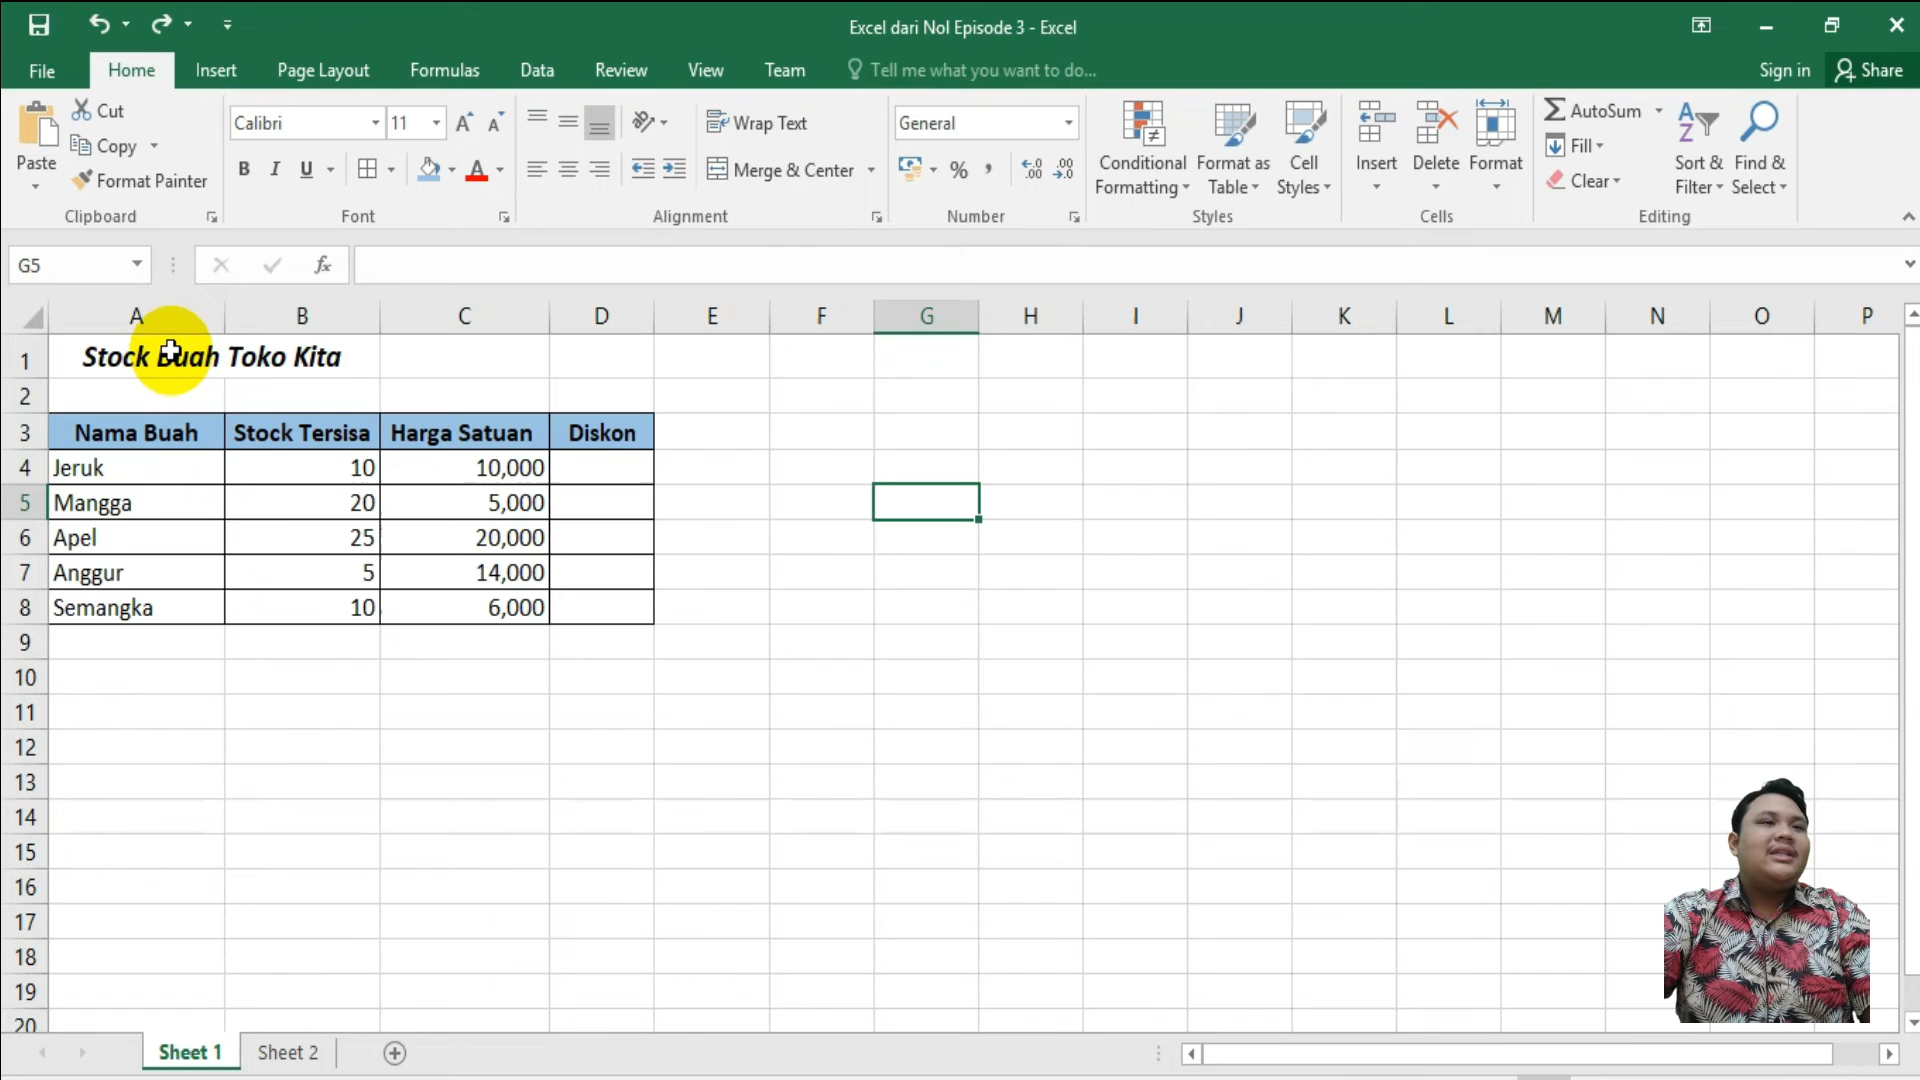 Excel dari Nol Episode 3 - Excel
File Home Insert Page Layout Formulas Data Review View Team Tell me what you want to do... Sign in Share
Paste
Cut
Copy
Format Painter
Clipboard
Calibri 11
B I U A
Font
Wrap Text
Merge & Center
Alignment
General
% ,
Number
Conditional Formatting
Format as Table
Cell Styles
Styles
Insert
Delete
Format
Cells
AutoSum
Fill
Clear
Sort & Filter
Find & Select
Editing
G5 fx
A B C D E F G H I J K L M N O P
1 Stock Buah Toko Kita
2
3 Nama Buah Stock Tersisa Harga Satuan Diskon
4 Jeruk 10 10,000
5 Mangga 20 5,000
6 Apel 25 20,000
7 Anggur 5 14,000
8 Semangka 10 6,000
9
10
11
12
13
14
15
16
17
18
19
20
Sheet 1 Sheet 2